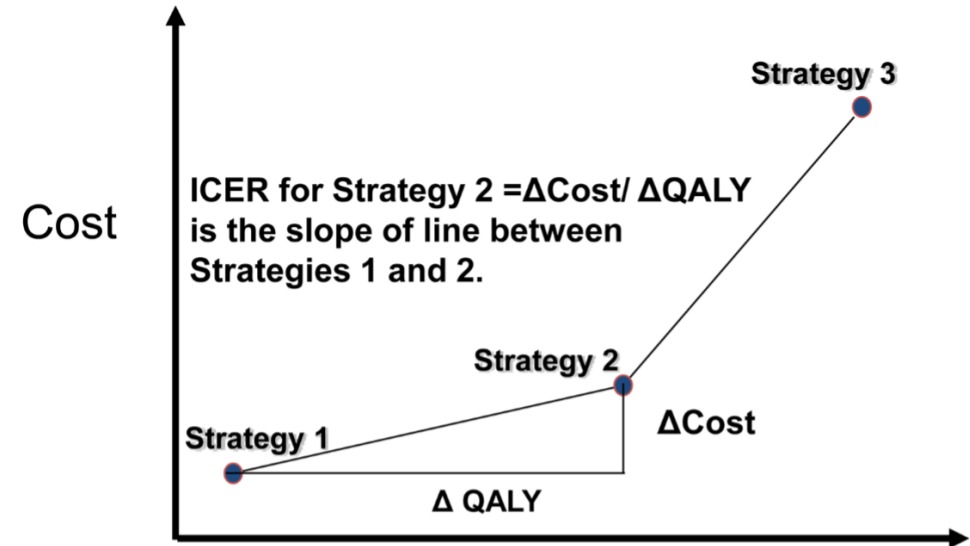 Strategy 3
ICER for Strategy 2 =ΔCost/ ΔQALY
is the slope of line between
Strategies 1 and 2.
Cost
Strategy 2
ΔCost
Strategy 1
Δ QALY